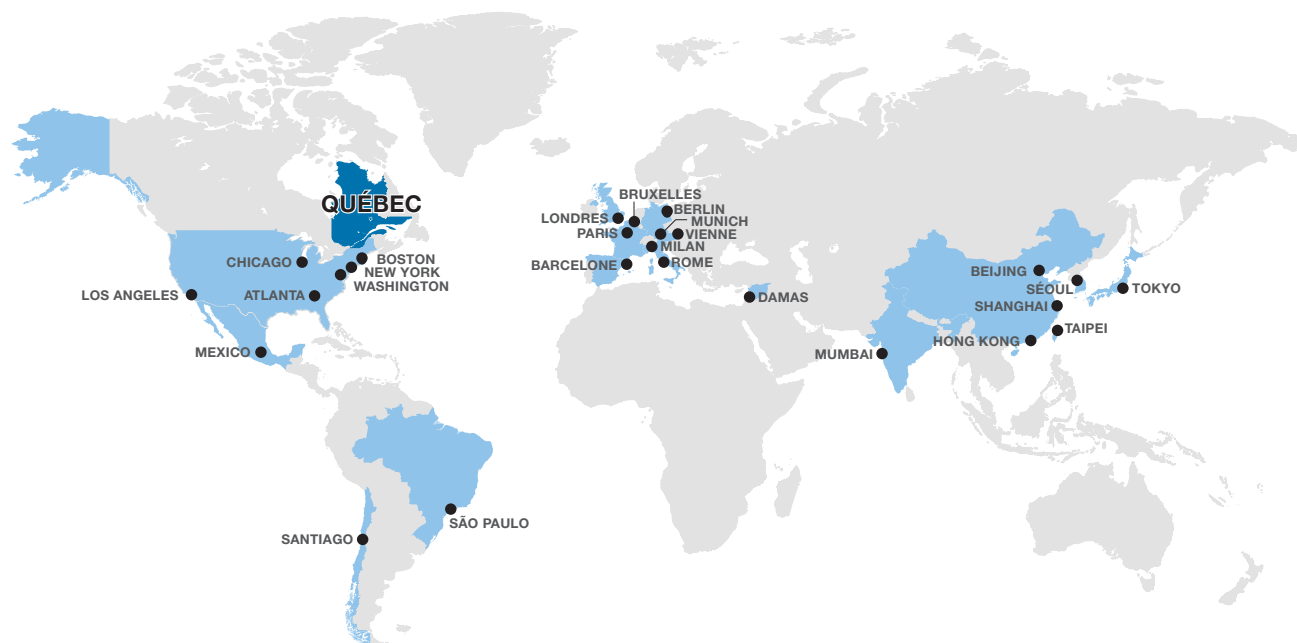 QUÉBEC
CHICAGO
BOSTON
NEW YORK
WASHINGTON
LOS ANGELES
ATLANTA
MEXICO
SANTIAGO
SÃO PAULO
BRUXELLES
LONDRES
BERLIN
MUNICH
PARIS
VIENNE
MILAN
BARCELONE
ROME
DAMAS
BEIJING
SÉOUL
TOKYO
SHANGHAI
TAIPEI
HONG KONG
MUMBAI